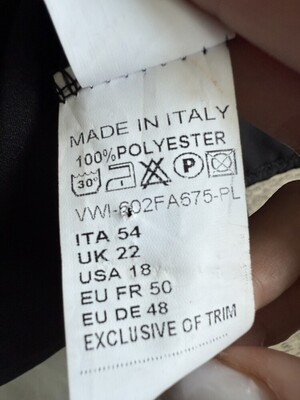 MADE IN ITALY
100% POLYESTER
30° P
VWI-602FA675-PL
ITA 54
UK 22
USA 18
EU FR 50
EU DE 48
EXCLUSIVE OF TRIM